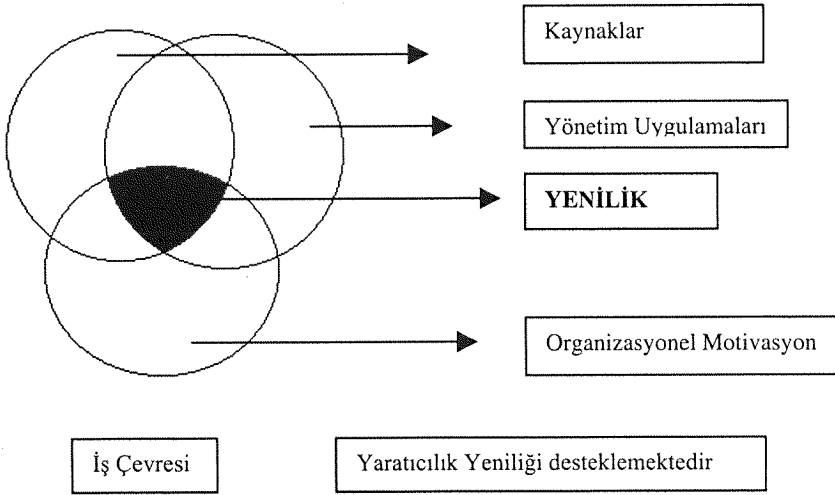 Kaynaklar
Yönetim Uygulamaları
YENİLİK
Organizasyonel Motivasyon
İş Çevresi
Yaratıcılık Yeniliği desteklemektedir